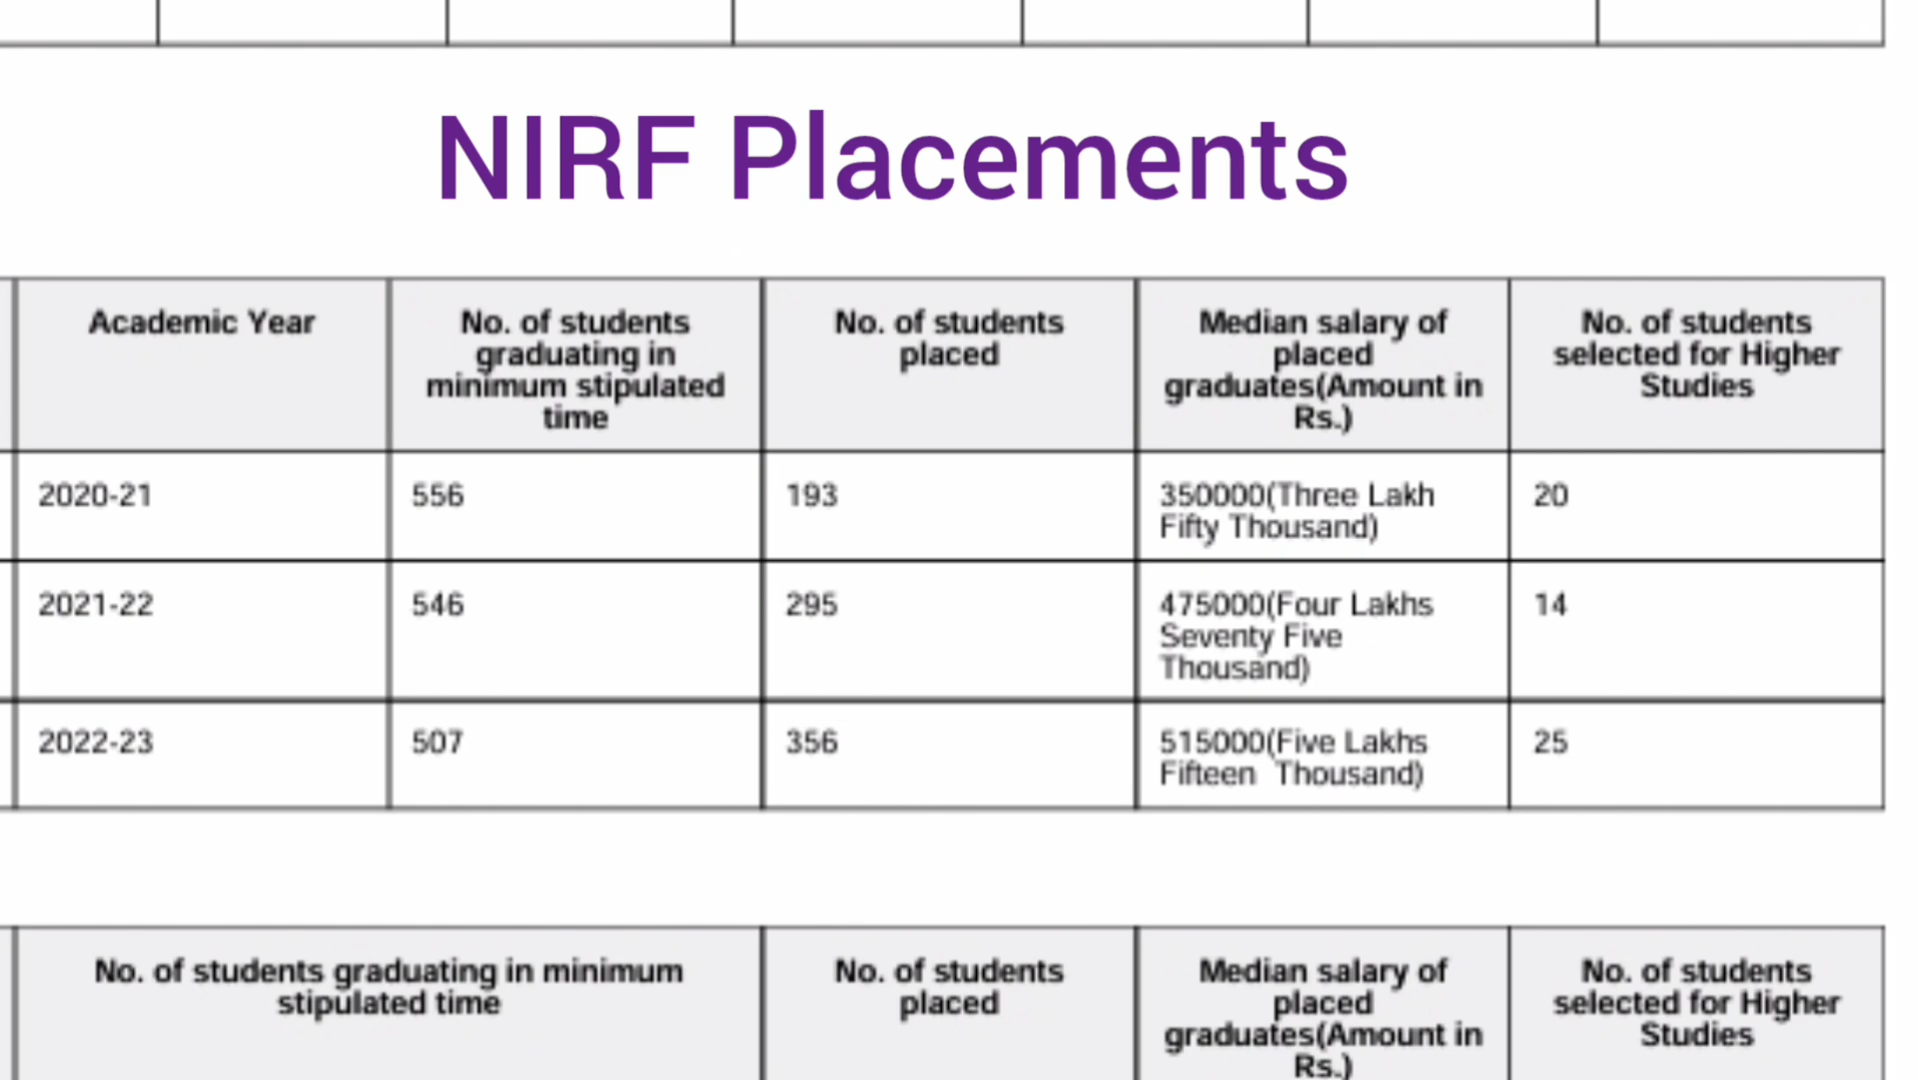 NIRF Placements
Academic Year
No. of students
graduating in
minimum stipulated
time
No. of students
placed
Median salary of
placed
graduates(Amount in
Rs.)
No. of students
selected for Higher
Studies
2020-21
556
193
350000(Three Lakh
Fifty Thousand)
20
2021-22
546
295
475000(Four Lakhs
Seventy Five
Thousand)
14
2022-23
507
356
515000(Five Lakhs
Fifteen Thousand)
25
No. of students graduating in minimum
stipulated time
No. of students
placed
Median salary of
placed
graduates(Amount in
Rs.)
No. of students
selected for Higher
Studies